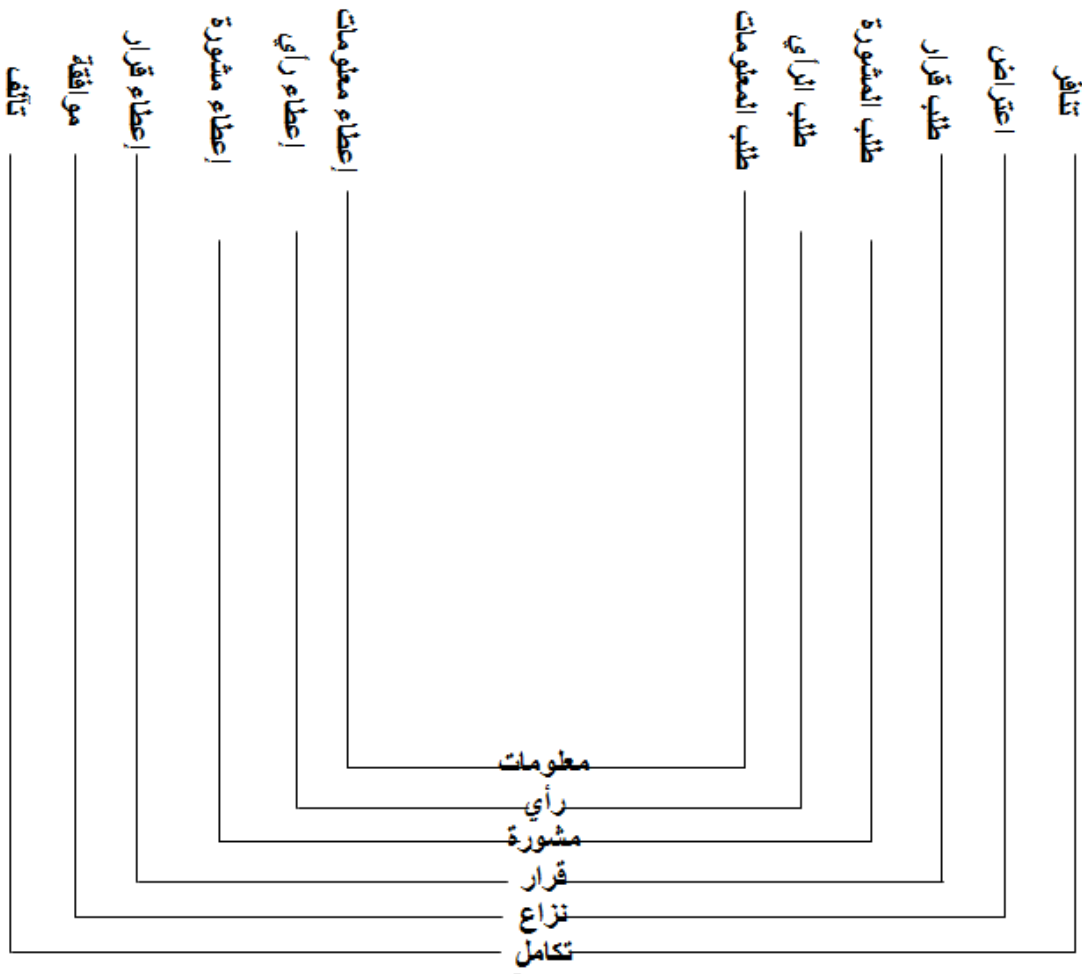 تنافر
اعتراض
طلب قرار
طلب المشورة
طلب الرأي
طلب المعلومات
إعطاء معلومات
إعطاء رأي
إعطاء مشورة
إعطاء قرار
موافقة
تآلف
معلومات
رأي
مشورة
قرار
نزاع
تكامل